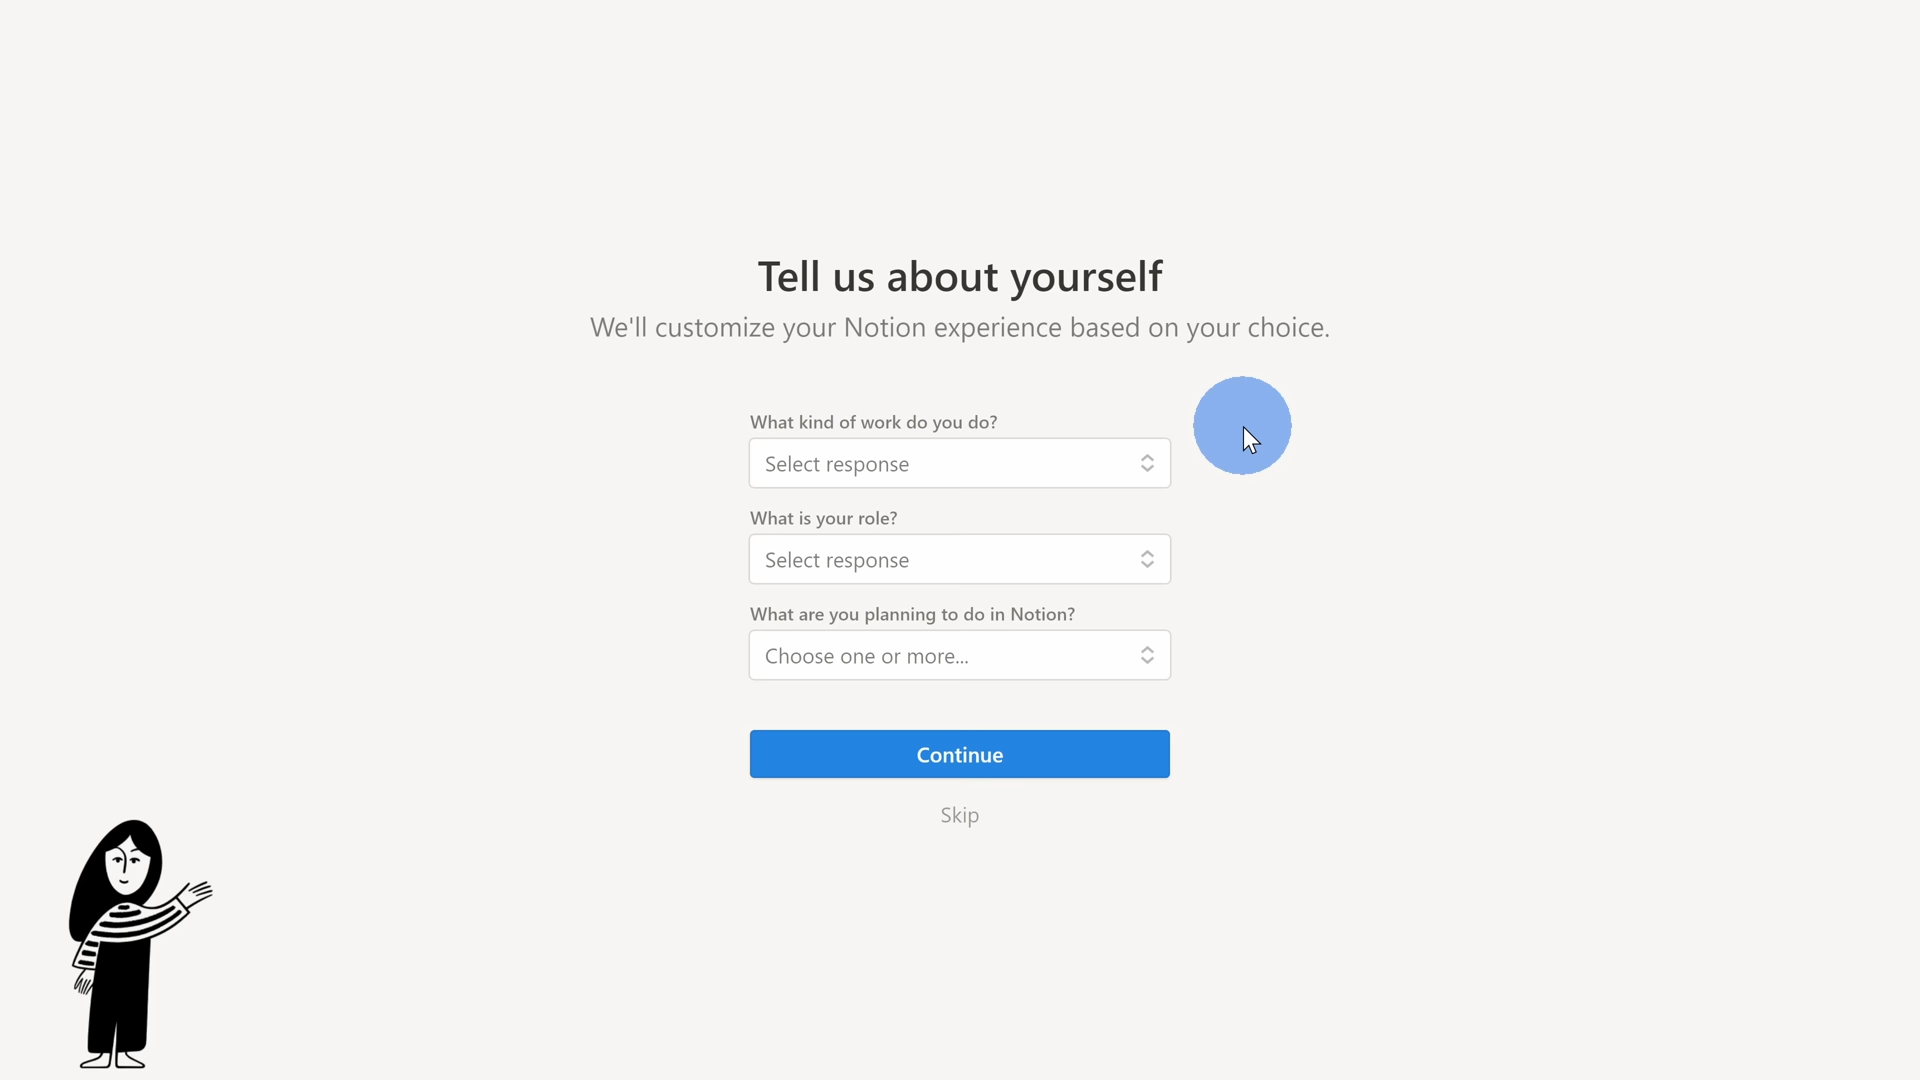 Tell us about yourself
We'll customize your Notion experience based on your choice.
What kind of work do you do?
Select response
What is your role?
Select response
What are you planning to do in Notion?
Choose one or more...
Continue
Skip